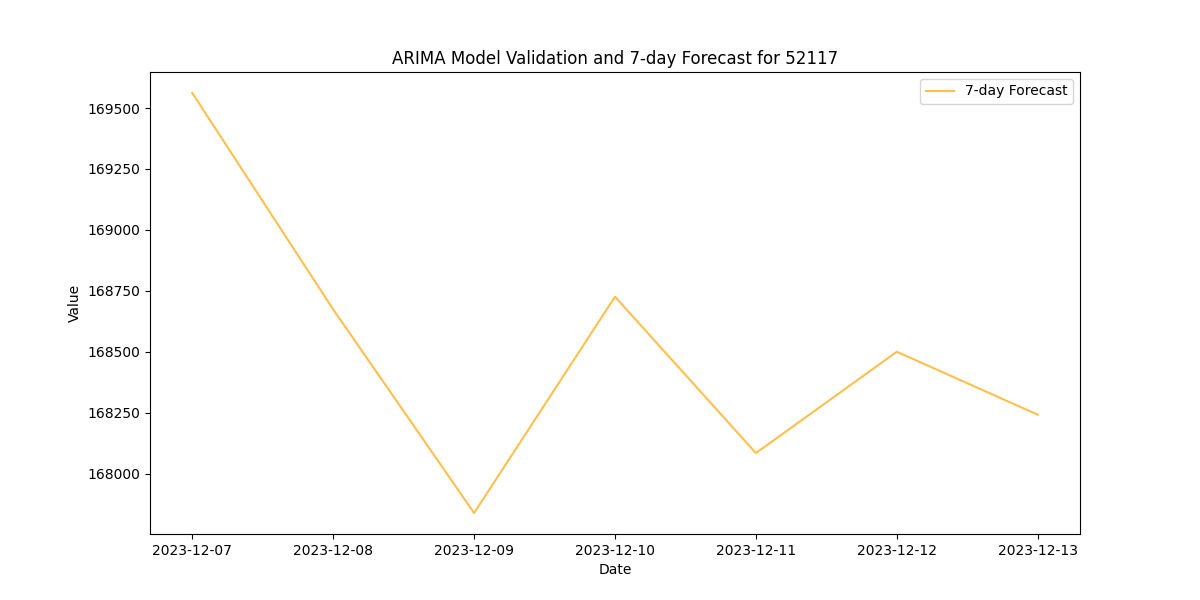 ARIMA Model Validation and 7-day Forecast for 52117
7-day Forecast
169500
169250
169000
168750
168500
168250
168000
Value
2023-12-07 2023-12-08 2023-12-09 2023-12-10 2023-12-11 2023-12-12 2023-12-13
Date